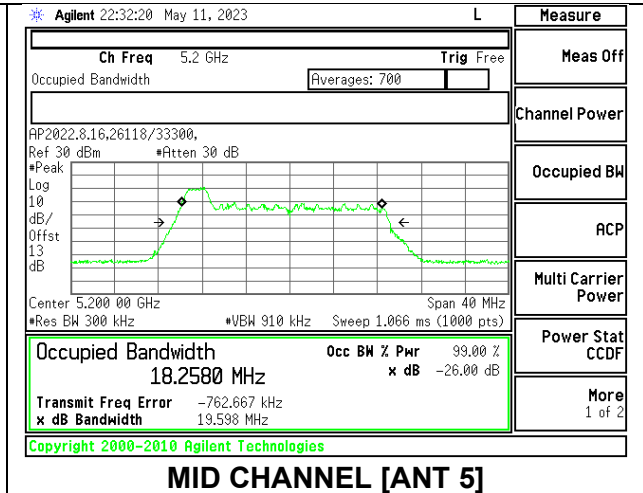 Agilent 22:32:20 May 11, 2023 L
Measure
Ch Freq 5.2 GHz Trig Free
Meas Off
Occupied Bandwidth Averages: 700
Channel Power
AP2022.8.16,26118/33300,
Ref 30 dBm #Atten 30 dB
#Peak
Log
10
dB/
Offst
13
dB
Occupied BW
ACP
Multi Carrier
Power
Center 5.200 00 GHz Span 40 MHz
#Res BW 300 kHz #VBW 910 kHz Sweep 1.066 ms (1000 pts)
Power Stat
CCDF
Occupied Bandwidth Occ BW % Pwr 99.00 %
18.2580 MHz x dB -26.00 dB
Transmit Freq Error -762.667 kHz
x dB Bandwidth 19.598 MHz
More
1 of 2
Copyright 2000-2010 Agilent Technologies
MID CHANNEL [ANT 5]